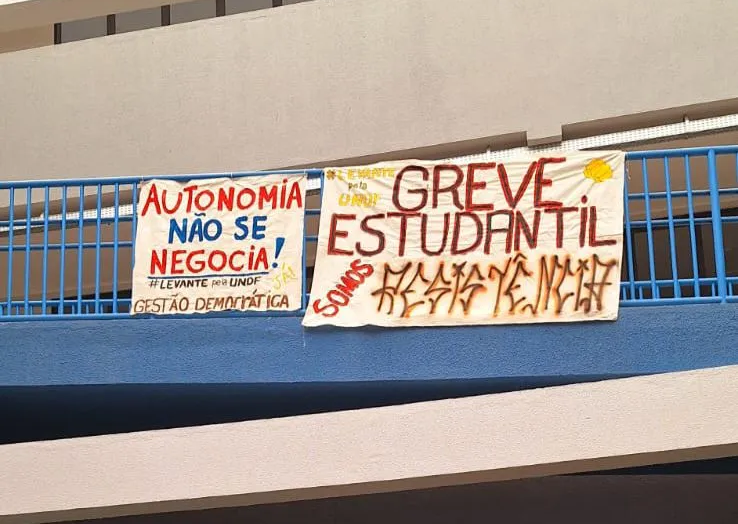 AUTONOMIA
NÃO SE
NEGOCIA!
#LEVANTE pela UNDF
JÁ!
GESTÃO DEMOCRÁTICA
#LEVANTE
pela
UNDF
GREVE
ESTUDANTIL
SOMOS
RESISTÊNCIA